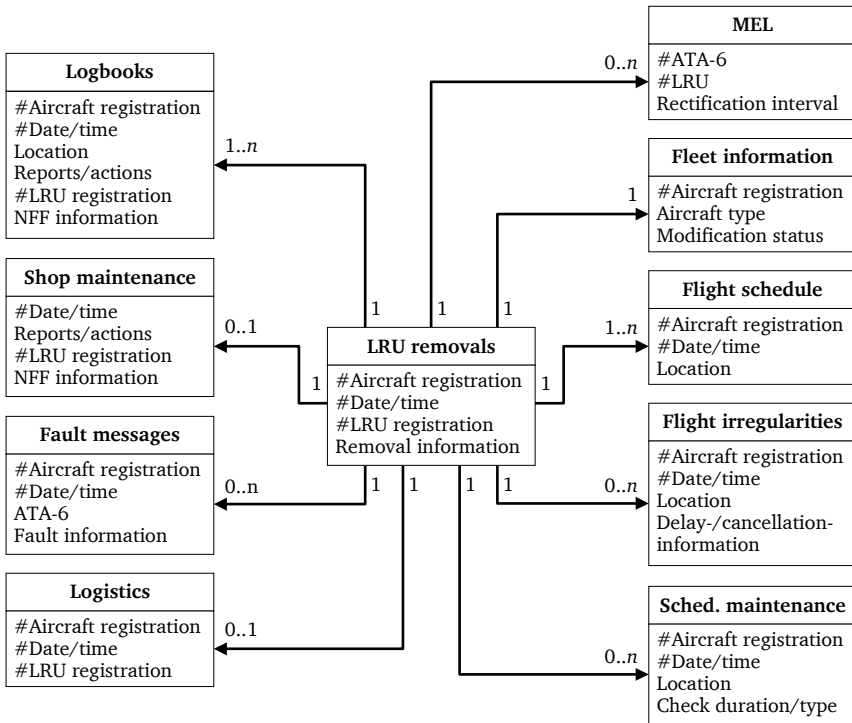 Logbooks
#Aircraft registration
#Date/time
Location
Reports/actions
#LRU registration
NFF information
1..n
1
Shop maintenance
#Date/time
Reports/actions
#LRU registration
NFF information
0..1
1
Fault messages
#Aircraft registration
#Date/time
ATA-6
Fault information
0..n
1
Logistics
#Aircraft registration
#Date/time
#LRU registration
0..1
1
LRU removals
#Aircraft registration
#Date/time
#LRU registration
Removal information
MEL
#ATA-6
#LRU
Rectification interval
0..n
1
Fleet information
#Aircraft registration
Aircraft type
Modification status
1
1
Flight schedule
#Aircraft registration
#Date/time
Location
1..n
1
Flight irregularities
#Aircraft registration
#Date/time
Location
Delay-/cancellation-
information
0..n
1
Sched. maintenance
#Aircraft registration
#Date/time
Location
Check duration/type
0..n
1